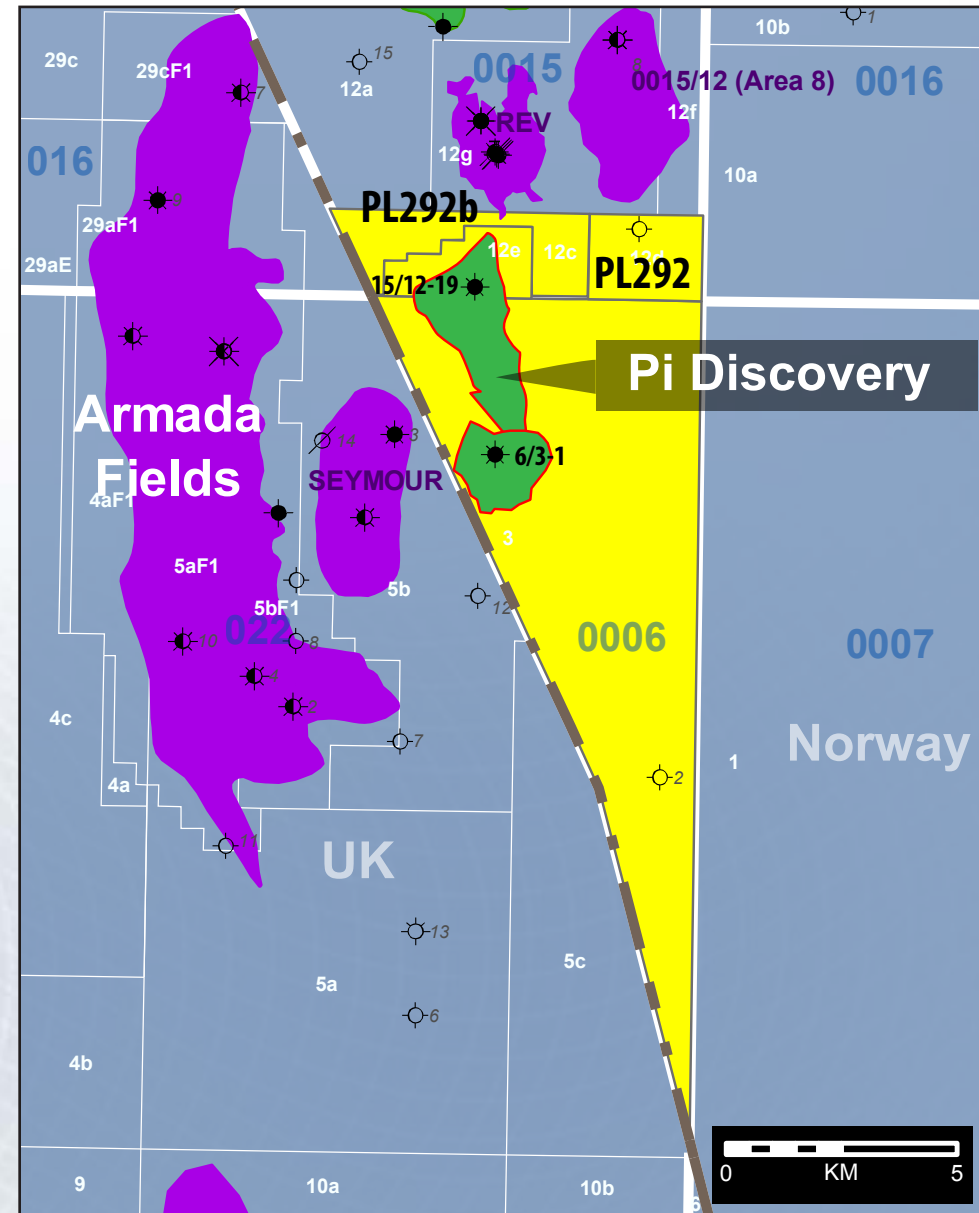 10b
1
29c
15
0015
29cF1
12a
0015/12 (Area 8)
0016
7
12f
REV
12g
016
10a
9
PL292b
29aF1
12e
12c
12d
29aE
PL292
15/12-19
Pi Discovery
Armada
14
3
6/3-1
Fields
SEYMOUR
4aF1
3
5aF1
5b
5bF1
12
022
0006
10
8
0007
4
2
4c
7
Norway
1
2
4a
11
UK
13
5c
5a
6
4b
0
KM
5
9
10a
10b
6